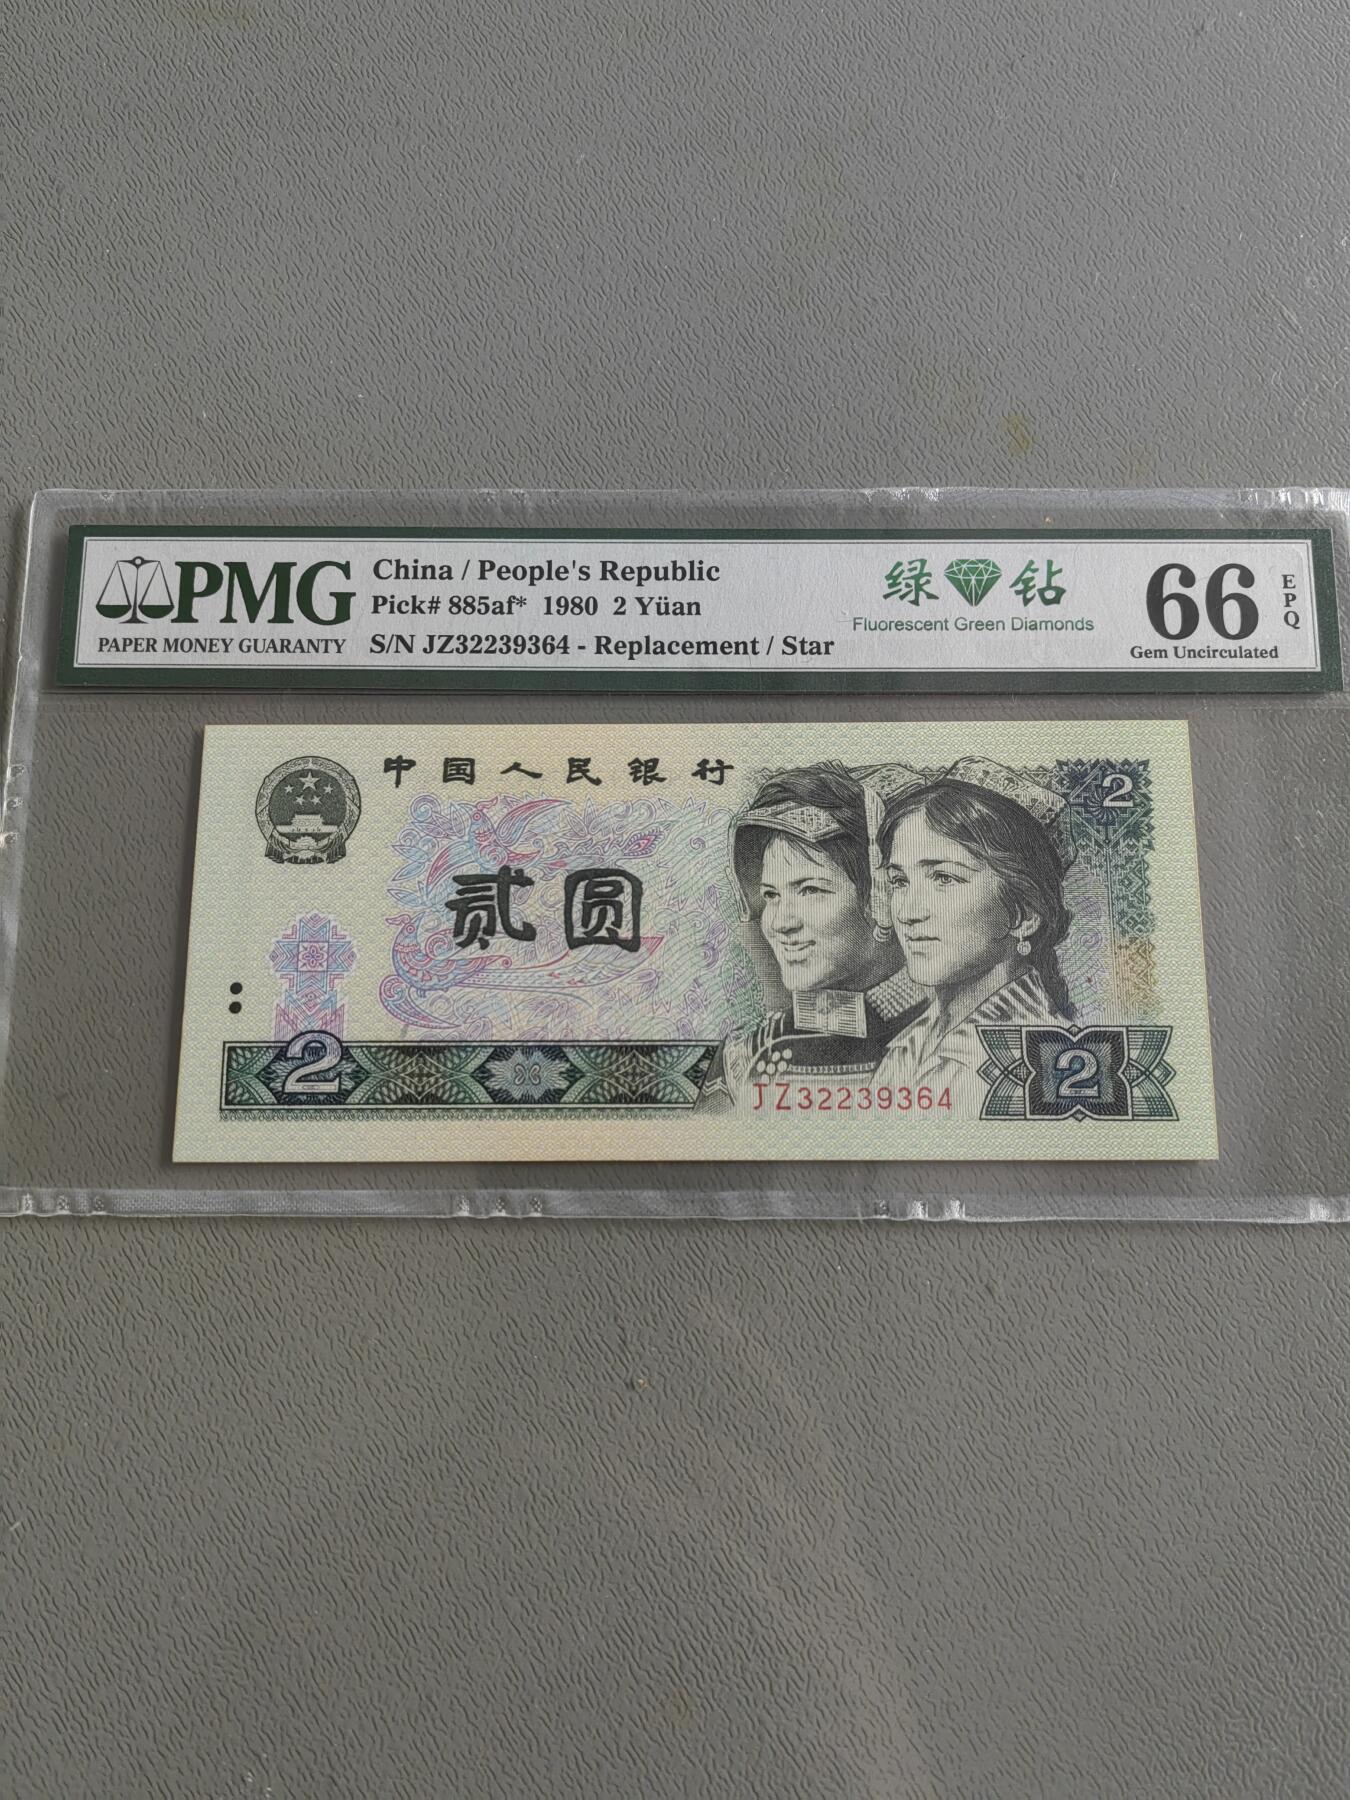 PMG
PAPER MONEY GUARANTY
China / People's Republic
Pick# 885af* 1980 2 Yüan
S/N JZ32239364 - Replacement / Star
绿 钻
Fluorescent Green Diamonds
66
EPQ
Gem Uncirculated
中国人民银行
2
贰圆
2
JZ32239364
2